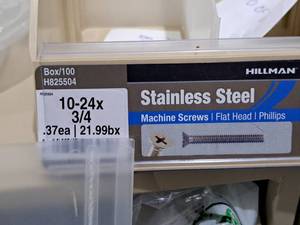 Box/100
H825504
HILLMAN
10-24x
3/4
.37ea | 21.99bx
Stainless Steel
Machine Screws | Flat Head | Phillips